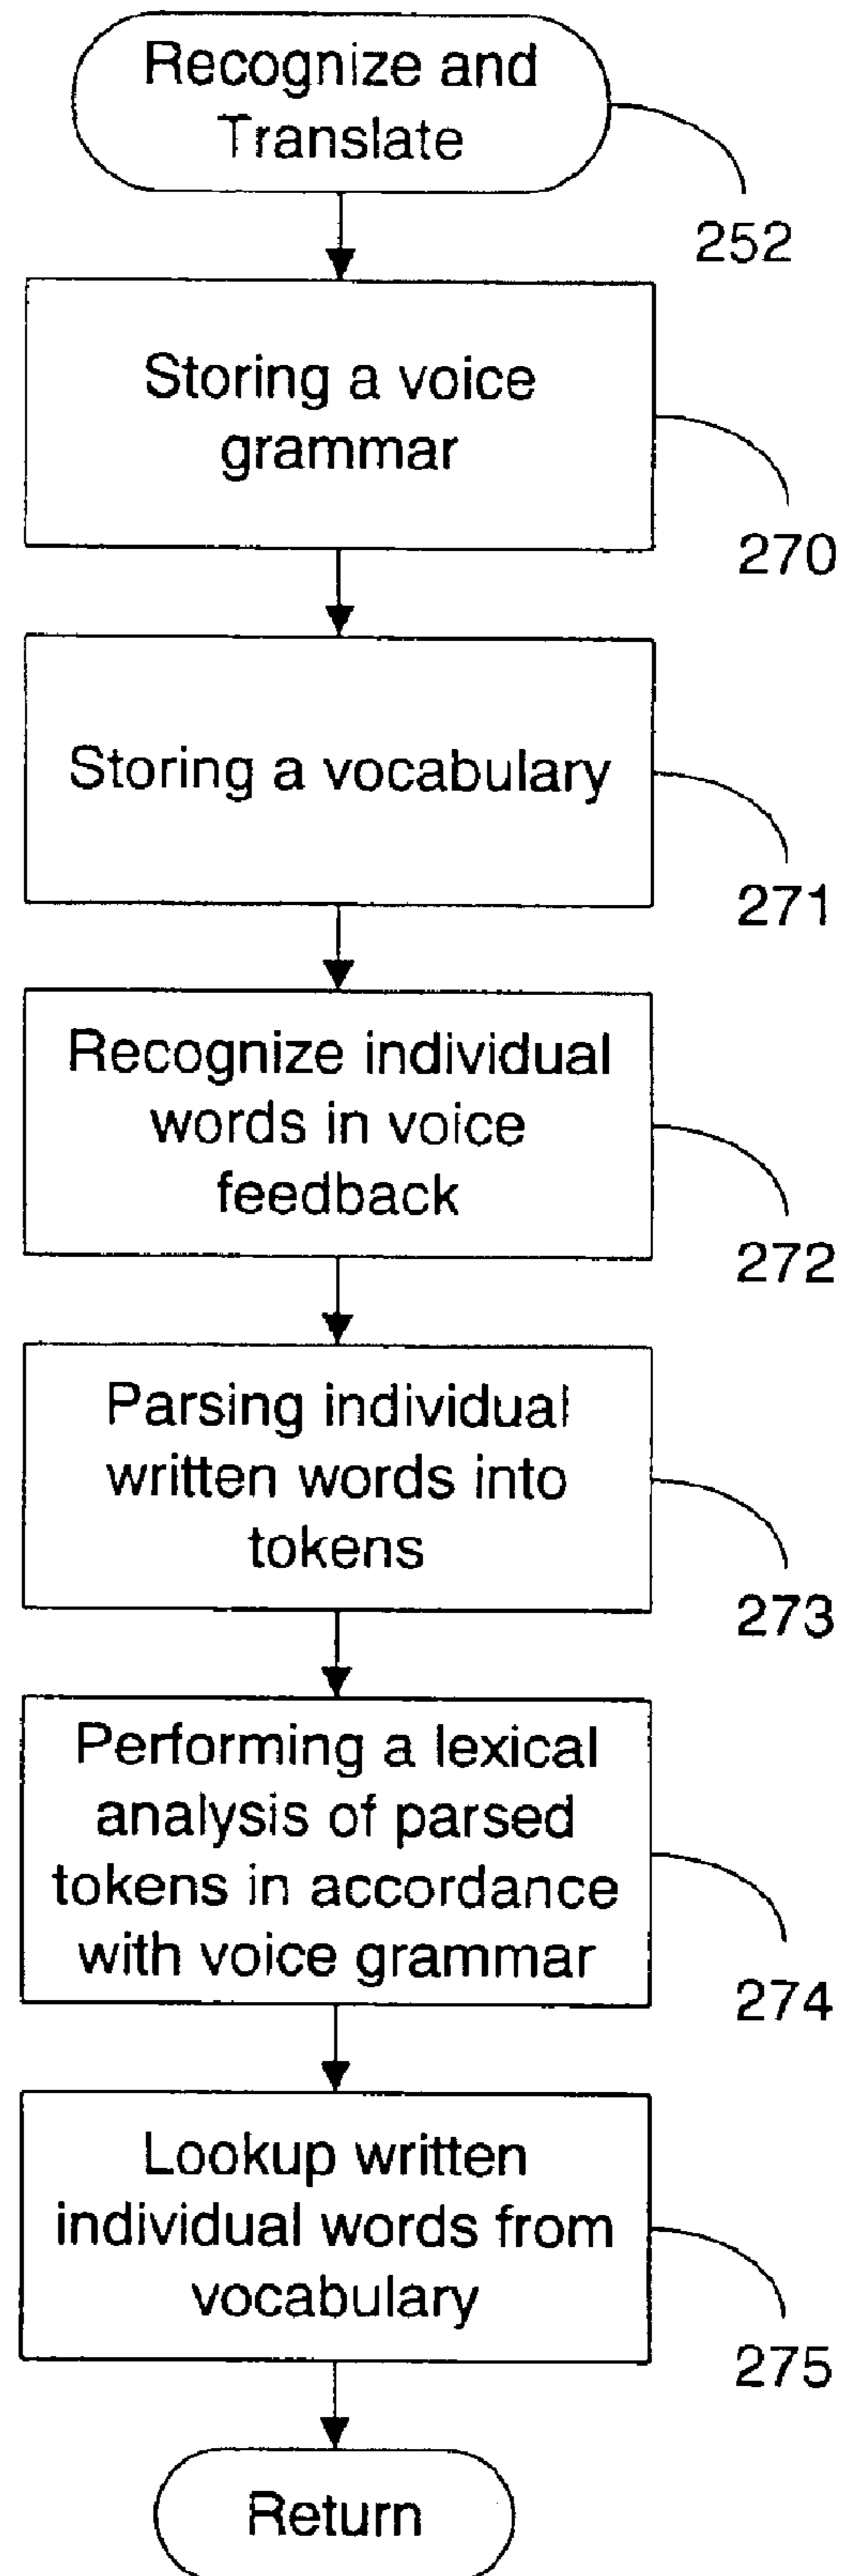 Recognize and
Translate
252
Storing a voice
grammar
270
Storing a vocabulary
271
Recognize individual
words in voice
feedback
272
Parsing individual
written words into
tokens
273
Performing a lexical
analysis of parsed
tokens in accordance
with voice grammar
274
Lookup written
individual words from
vocabulary
275
Return